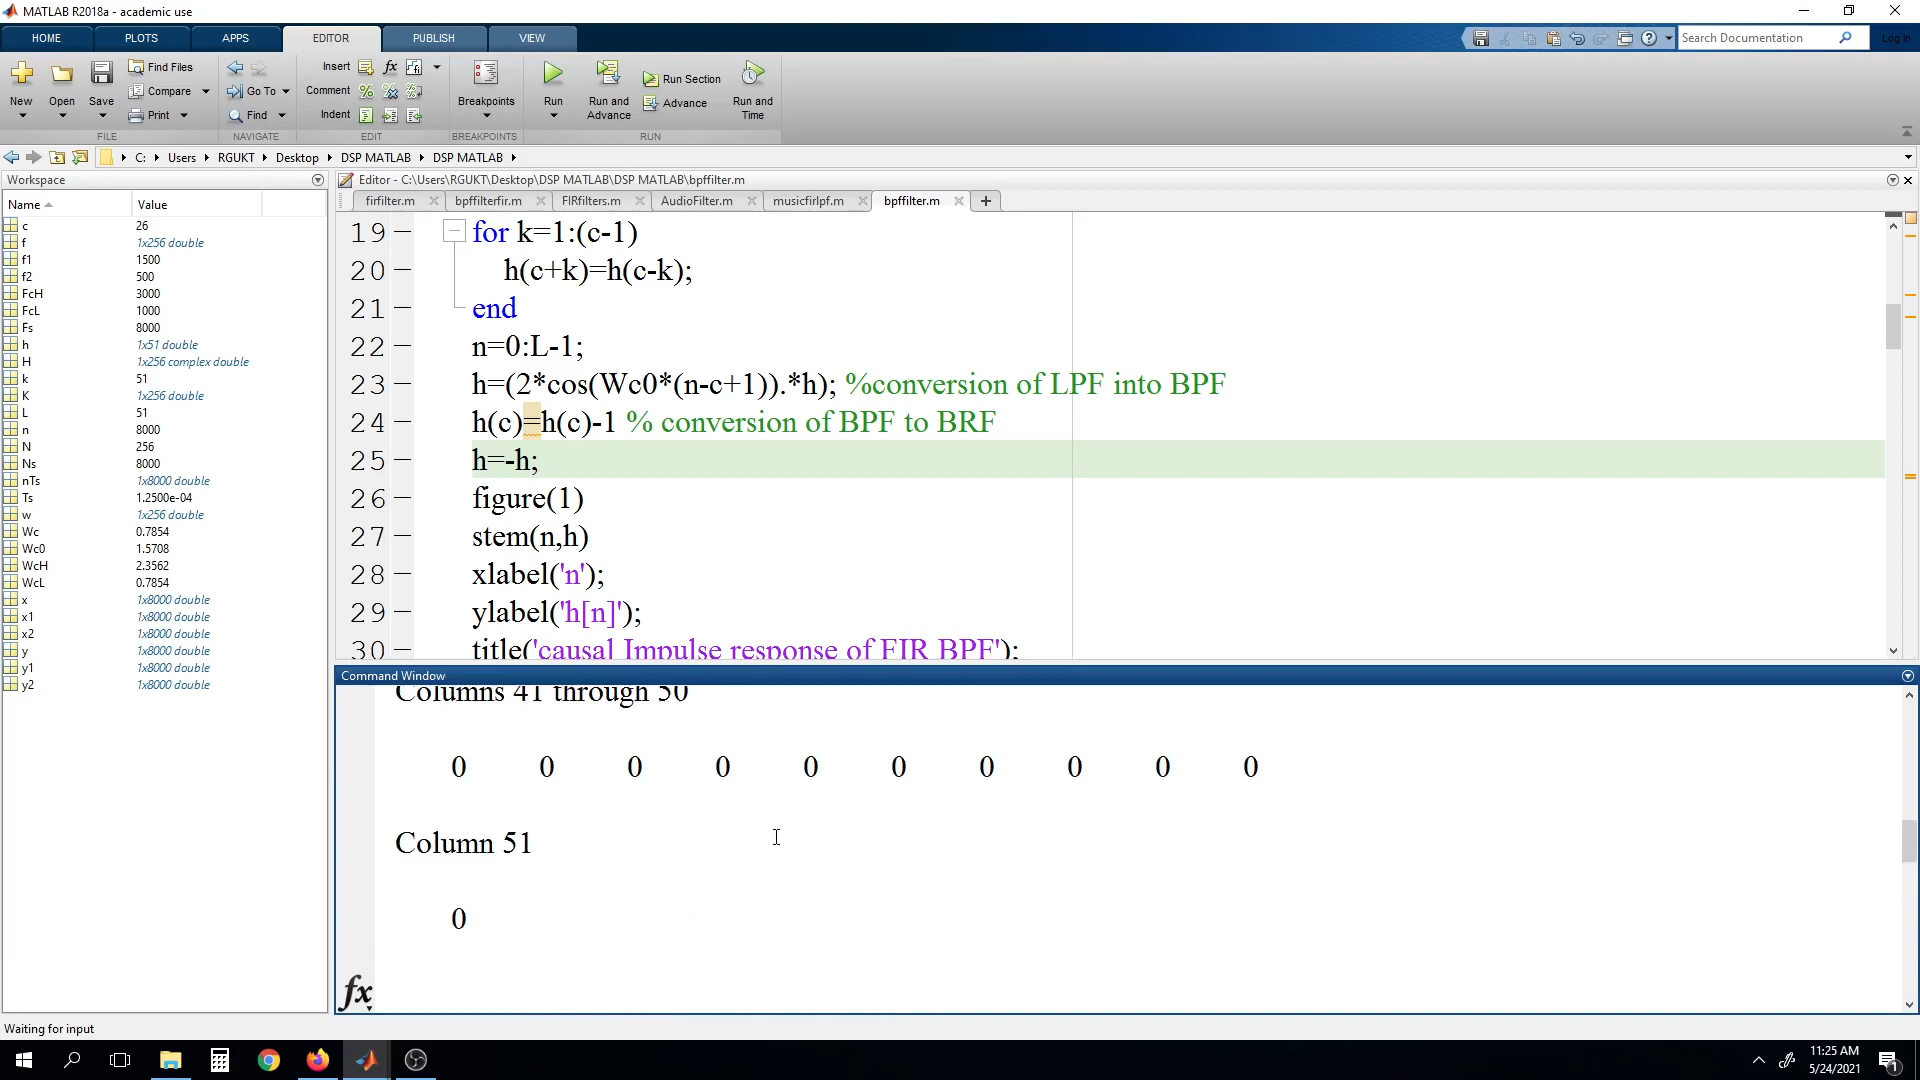 MATLAB R2018a - academic use
HOME PLOTS APPS EDITOR PUBLISH VIEW
Search Documentation
Log In
New
Open
Save
Find Files
Compare
Print
Go To
Find
Insert
fx
Comment
Indent
Breakpoints
Run
Run and Advance
Run Section
Advance
Run and Time
FILE NAVIGATE EDIT BREAKPOINTS RUN
C: Users RGUKT Desktop DSP MATLAB DSP MATLAB
Workspace
Name Value
c 26
f 1x256 double
f1 1500
f2 500
FcH 3000
FcL 1000
Fs 8000
h 1x51 double
H 1x256 complex double
k 51
K 1x256 double
L 51
n 8000
N 256
Ns 8000
nTs 1x8000 double
Ts 1.2500e-04
w 1x256 double
Wc 0.7854
Wc0 1.5708
WcH 2.3562
WcL 0.7854
x 1x8000 double
x1 1x8000 double
x2 1x8000 double
y 1x8000 double
y1 1x8000 double
y2 1x8000 double
Editor - C:\Users\RGUKT\Desktop\DSP MATLAB\DSP MATLAB\bpffilter.m
firfilter.m bpffilterfir.m FIRfilters.m AudioFilter.m musicfirlpf.m bpffilter.m
19 – for k=1:(c-1)
20 – h(c+k)=h(c-k);
21 – end
22 – n=0:L-1;
23 – h=(2*cos(Wc0*(n-c+1)).*h); %conversion of LPF into BPF
24 – h(c)=h(c)-1 % conversion of BPF to BRF
25 – h=-h;
26 – figure(1)
27 – stem(n,h)
28 – xlabel('n');
29 – ylabel('h[n]');
30 – title('causal Impulse response of FIR BPF');
Command Window
Columns 41 through 50
0 0 0 0 0 0 0 0 0 0
Column 51
0
fx
Waiting for input
11:25 AM
5/24/2021
1